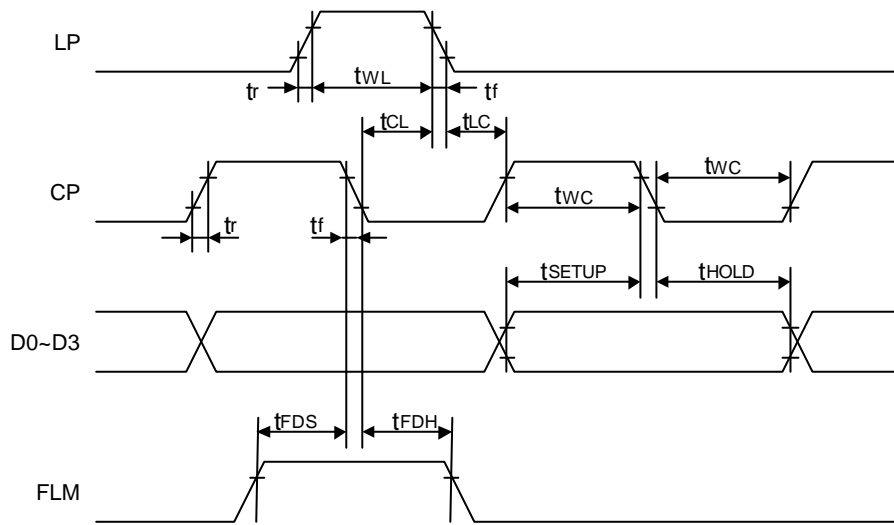 LP
tr
tWL
tf
tCL
tLC
CP
tWC
tWC
tr
tf
tSETUP
tHOLD
D0~D3
tFDS
tFDH
FLM